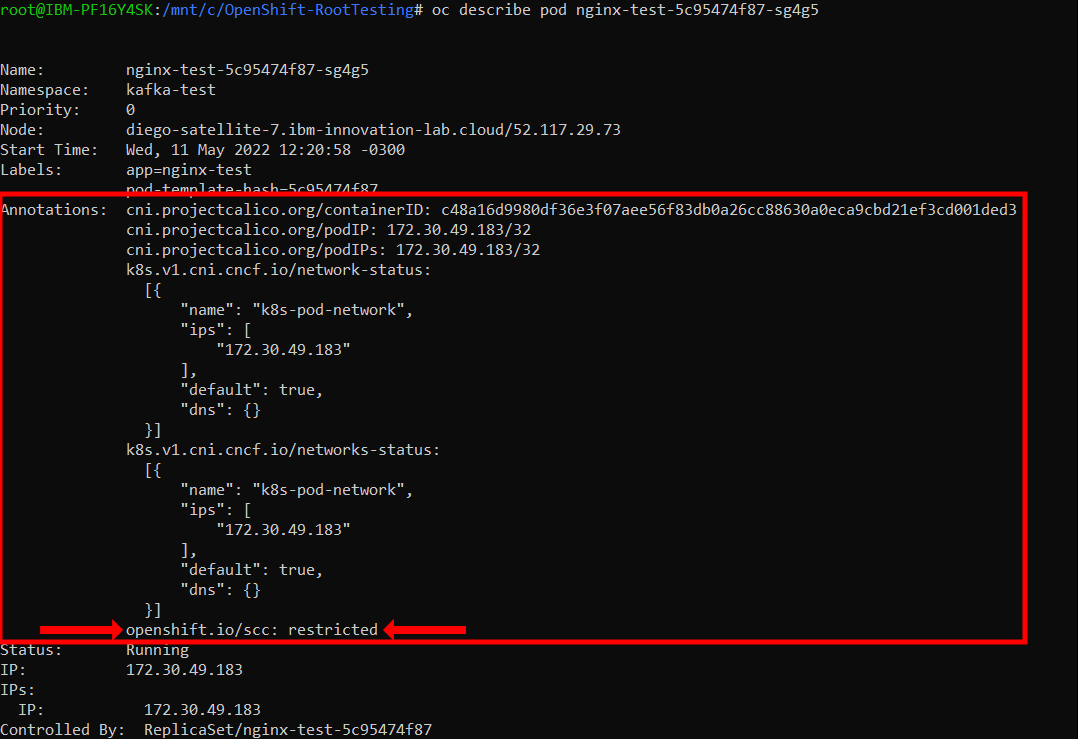 root@IBM-PF16Y4SK:/mnt/c/OpenShift-RootTesting# oc describe pod nginx-test-5c95474f87-sg4g5
Name:         nginx-test-5c95474f87-sg4g5
Namespace:    kafka-test
Priority:     0
Node:         diego-satellite-7.ibm-innovation-lab.cloud/52.117.29.73
Start Time:   Wed, 11 May 2022 12:20:58 -0300
Labels:       app=nginx-test
              pod-template-hash=5c95474f87
Annotations:  cni.projectcalico.org/containerID: c48a16d9980df36e3f07aee56f83db0a26cc88630a0eca9cbd21ef3cd001ded3
              cni.projectcalico.org/podIP: 172.30.49.183/32
              cni.projectcalico.org/podIPs: 172.30.49.183/32
              k8s.v1.cni.cncf.io/network-status:
                [{
                    "name": "k8s-pod-network",
                    "ips": [
                        "172.30.49.183"
                    ],
                    "default": true,
                    "dns": {}
                }]
              k8s.v1.cni.cncf.io/networks-status:
                [{
                    "name": "k8s-pod-network",
                    "ips": [
                        "172.30.49.183"
                    ],
                    "default": true,
                    "dns": {}
                }]
              openshift.io/scc: restricted
Status:       Running
IP:           172.30.49.183
IPs:
  IP:           172.30.49.183
Controlled By:  ReplicaSet/nginx-test-5c95474f87